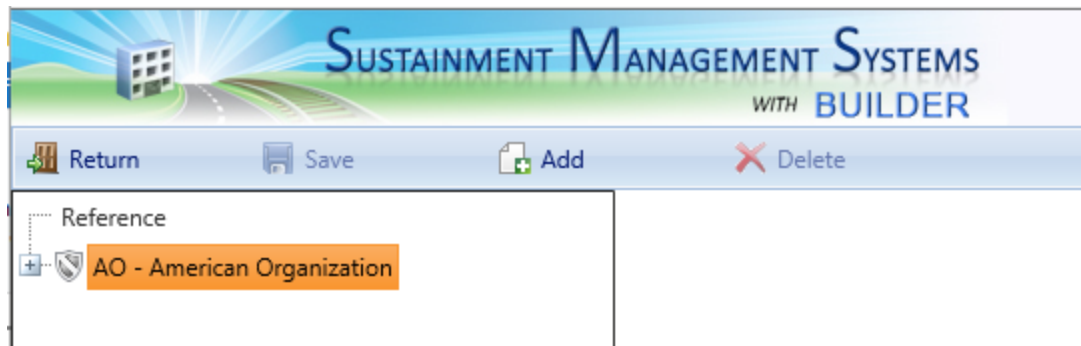 SUSTAINMENT MANAGEMENT SYSTEMS
WITH BUILDER
Return Save Add Delete
Reference
AO - American Organization